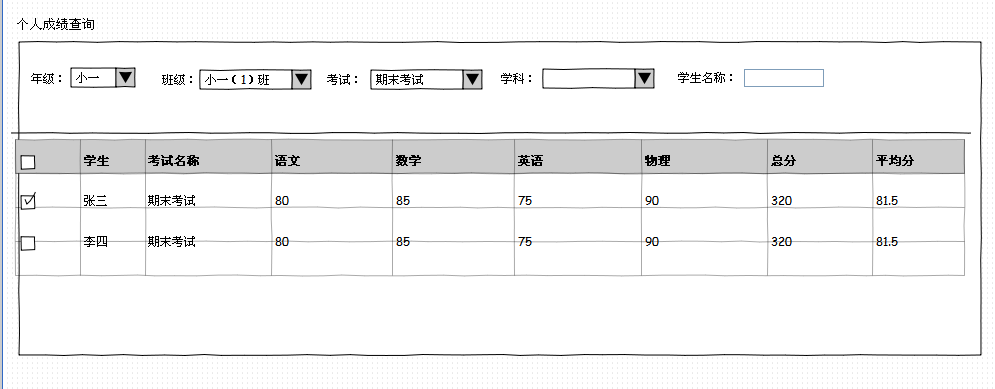 个人成绩查询
年级： 小一 班级： 小一（1）班 考试： 期末考试 学科： 学生名称：
学生 考试名称 语文 数学 英语 物理 总分 平均分
张三 期末考试 80 85 75 90 320 81.5
李四 期末考试 80 85 75 90 320 81.5